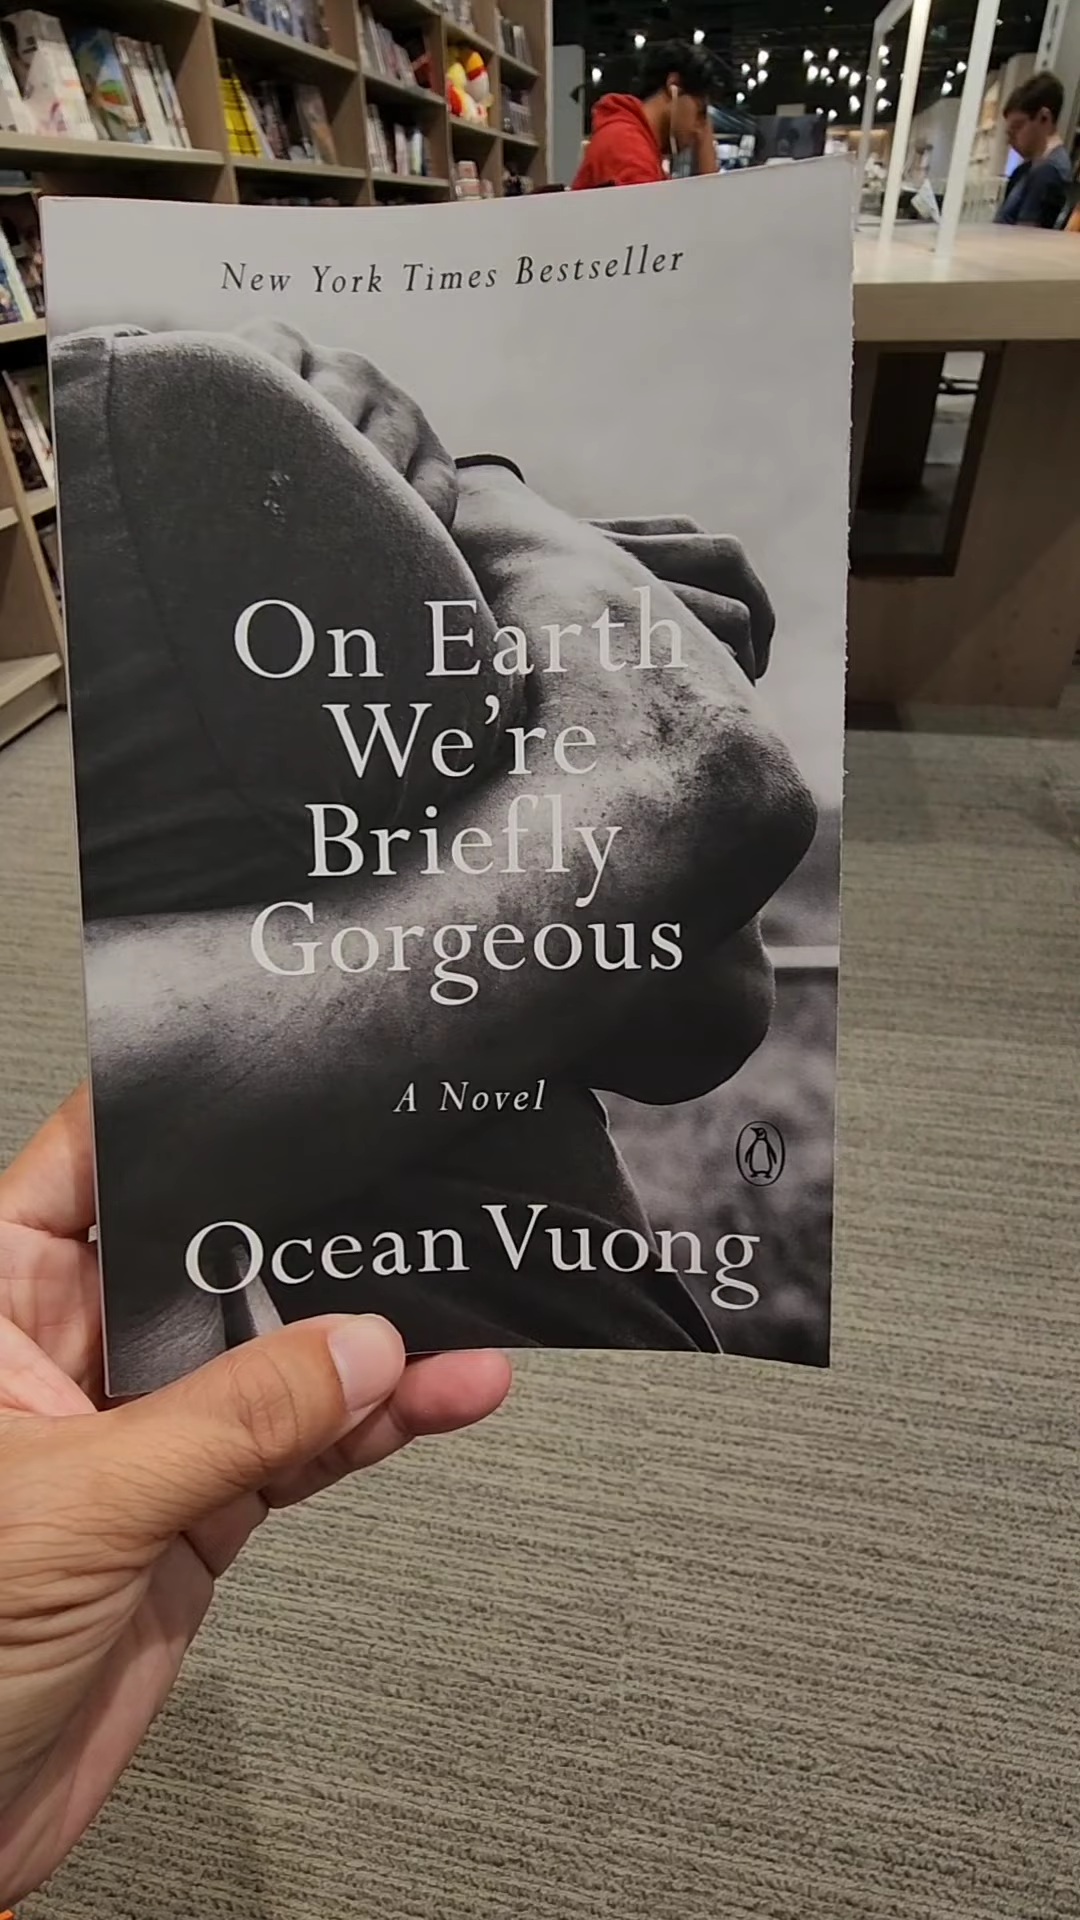 New York Times Bestseller
On Earth
We're
Briefly
Gorgeous
A Novel
Ocean Vuong